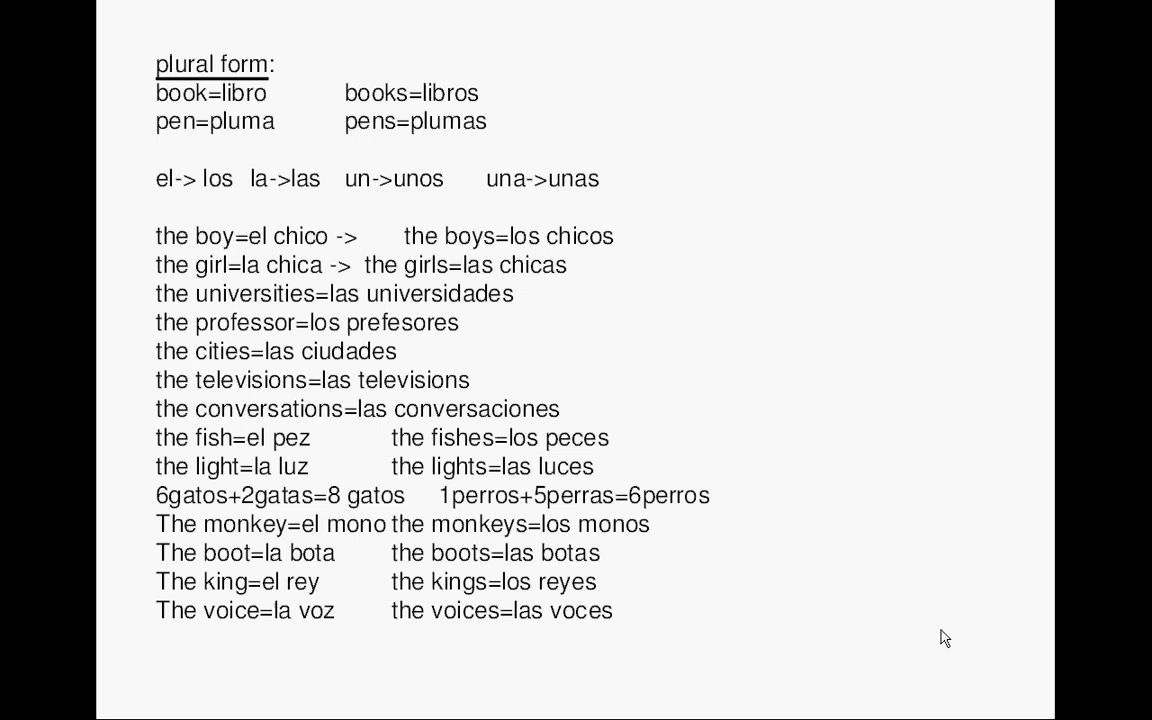 plural form:
book=libro books=libros
pen=pluma pens=plumas
el-> los la->las un->unos una->unas
the boy=el chico -> the boys=los chicos
the girl=la chica -> the girls=las chicas
the universities=las universidades
the professor=los prefesores
the cities=las ciudades
the televisions=las televisions
the conversations=las conversaciones
the fish=el pez the fishes=los peces
the light=la luz the lights=las luces
6gatos+2gatas=8 gatos 1perros+5perras=6perros
The monkey=el mono the monkeys=los monos
The boot=la bota the boots=las botas
The king=el rey the kings=los reyes
The voice=la voz the voices=las voces